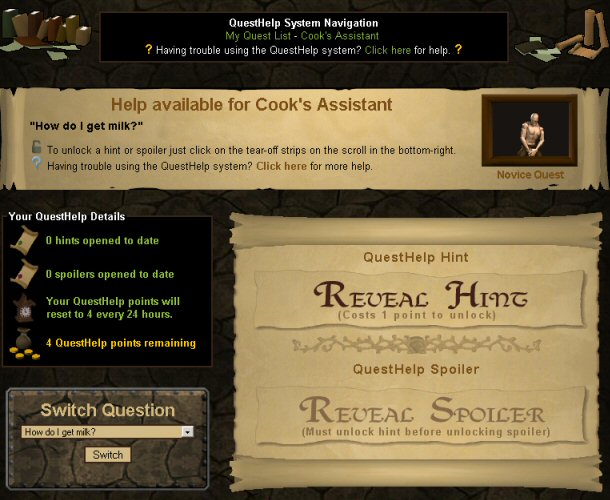 QuestHelp System Navigation
My Quest List - Cook's Assistant
? Having trouble using the QuestHelp system? Click here for help. ?
Help available for Cook's Assistant
"How do I get milk?"
To unlock a hint or spoiler just click on the tear-off strips on the scroll in the bottom-right.
Having trouble using the QuestHelp system? Click here for more help.
Novice Quest
Your QuestHelp Details
0 hints opened to date
0 spoilers opened to date
Your QuestHelp points will
reset to 4 every 24 hours.
4 QuestHelp points remaining
Switch Question
How do I get milk?
Switch
QuestHelp Hint
Reveal Hint
(Costs 1 point to unlock)
QuestHelp Spoiler
Reveal Spoiler
(Must unlock hint before unlocking spoiler)